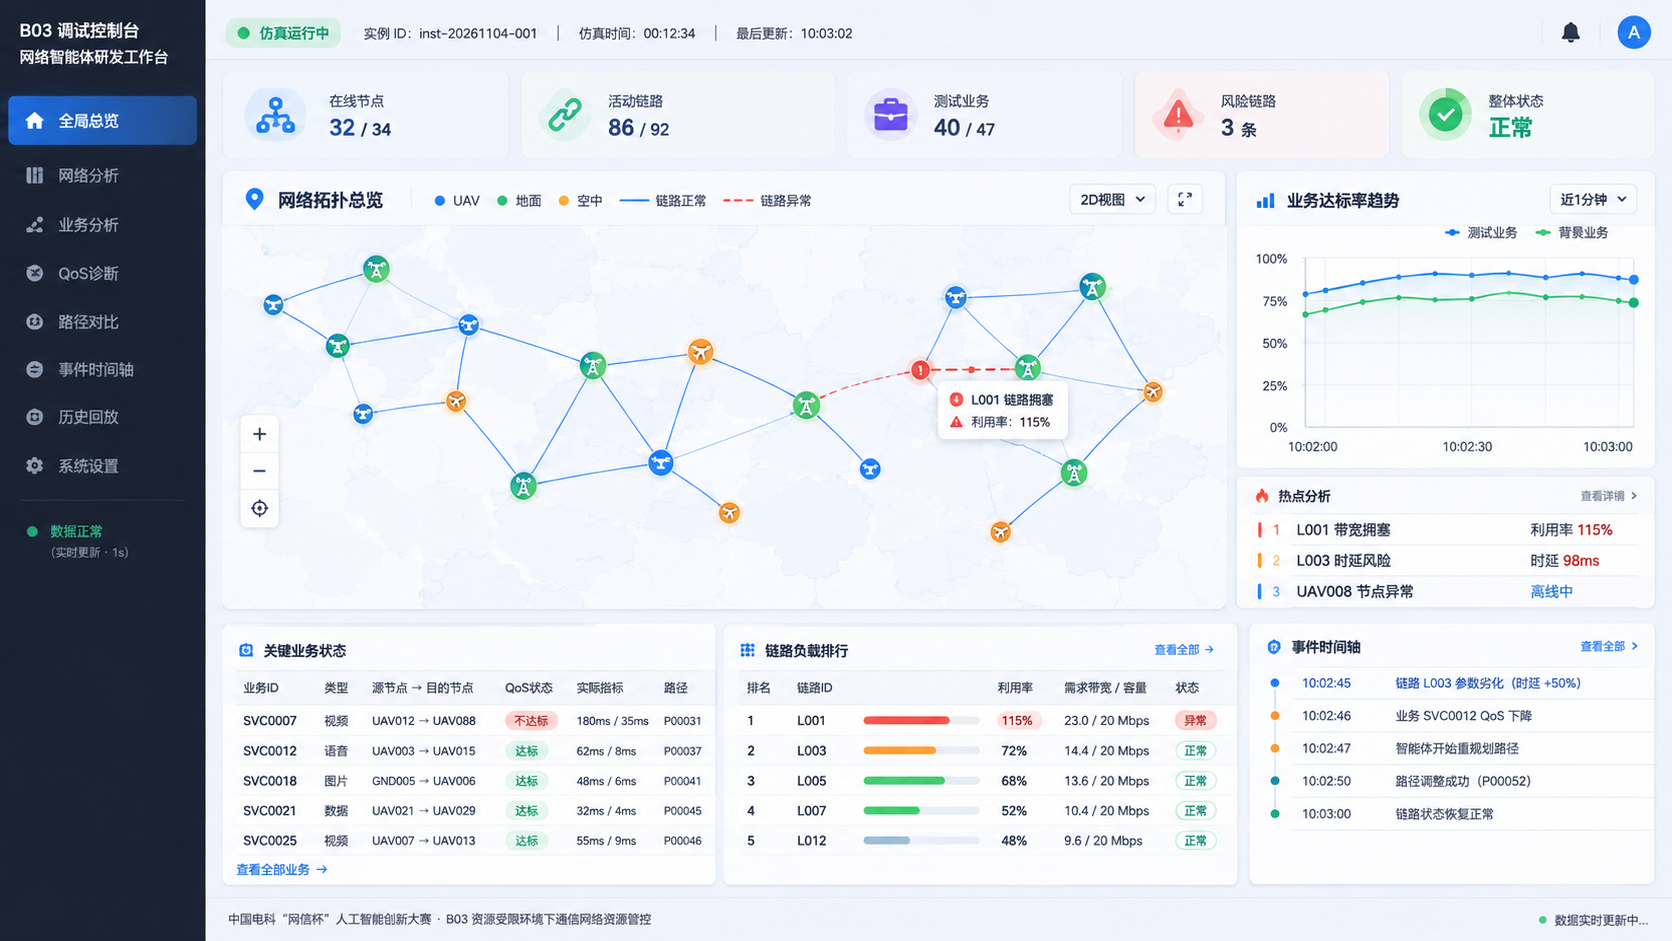 B03 调试控制台
网络智能体研发工作台
全局总览
网络分析
业务分析
QoS诊断
路径对比
事件时间轴
历史回放
系统设置
数据正常
(实时更新 · 1s)
仿真运行中
实例 ID：inst-20261104-001
仿真时间：00:12:34
最后更新：10:03:02
A
在线节点
32 / 34
活动链路
86 / 92
测试业务
40 / 47
风险链路
3 条
整体状态
正常
网络拓扑总览
UAV
地面
空中
链路正常
链路异常
2D视图
L001 链路拥塞
利用率：115%
业务达标率趋势
近1分钟
测试业务
背景业务
100%
75%
50%
25%
0%
10:02:00
10:02:30
10:03:00
热点分析
查看详
1 L001 带宽拥塞 利用率 115%
2 L003 时延风险 时延 98ms
3 UAV008 节点异常 离线中
关键业务状态
业务ID 类型 源节点 → 目的节点 QoS状态 实际指标 路径
SVC0007 视频 UAV012 → UAV088 不达标 180ms / 35ms P00031
SVC0012 语音 UAV003 → UAV015 达标 62ms / 8ms P00037
SVC0018 图片 GND005 → UAV006 达标 48ms / 6ms P00041
SVC0021 数据 UAV021 → UAV029 达标 32ms / 4ms P00045
SVC0025 视频 UAV007 → UAV013 达标 55ms / 9ms P00046
查看全部业务 →
链路负载排行
查看全部 →
排名 链路ID 利用率 需求带宽 / 容量 状态
1 L001 115% 23.0 / 20 Mbps 异常
2 L003 72% 14.4 / 20 Mbps 正常
3 L005 68% 13.6 / 20 Mbps 正常
4 L007 52% 10.4 / 20 Mbps 正常
5 L012 48% 9.6 / 20 Mbps 正常
事件时间轴
查看全部
10:02:45 链路 L003 参数劣化（时延 +50%）
10:02:46 业务 SVC0012 QoS 下降
10:02:47 智能体开始重规划路径
10:02:50 路径调整成功（P00052）
10:03:00 链路状态恢复正常
中国电科 “网信杯” 人工智能创新大赛 · B03 资源受限环境下通信网络资源管控
数据实时更新中...